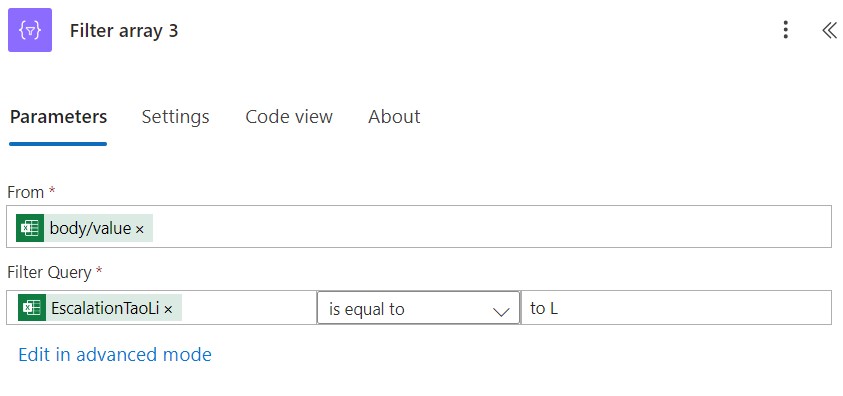 Filter array 3
Parameters Settings Code view About
From *
body/value ×
Filter Query *
EscalationTaoLi × is equal to to L
Edit in advanced mode